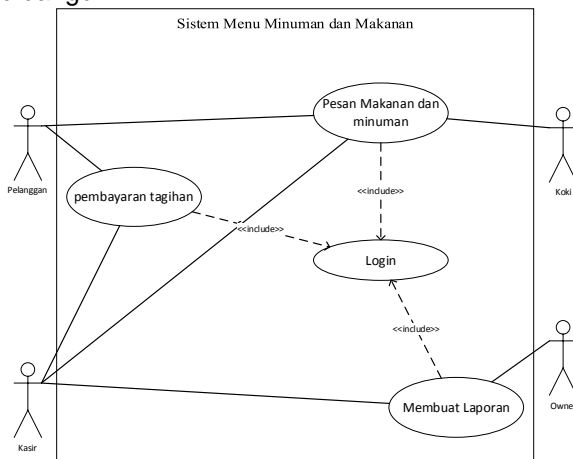 Sistem Menu Minuman dan Makanan
Pesan Makanan dan
minuman
Pelanggan
Koki
pembayaran tagihan
<<include>>
<<include>>
Login
<<include>>
Membuat Laporan
Owne
Kasir